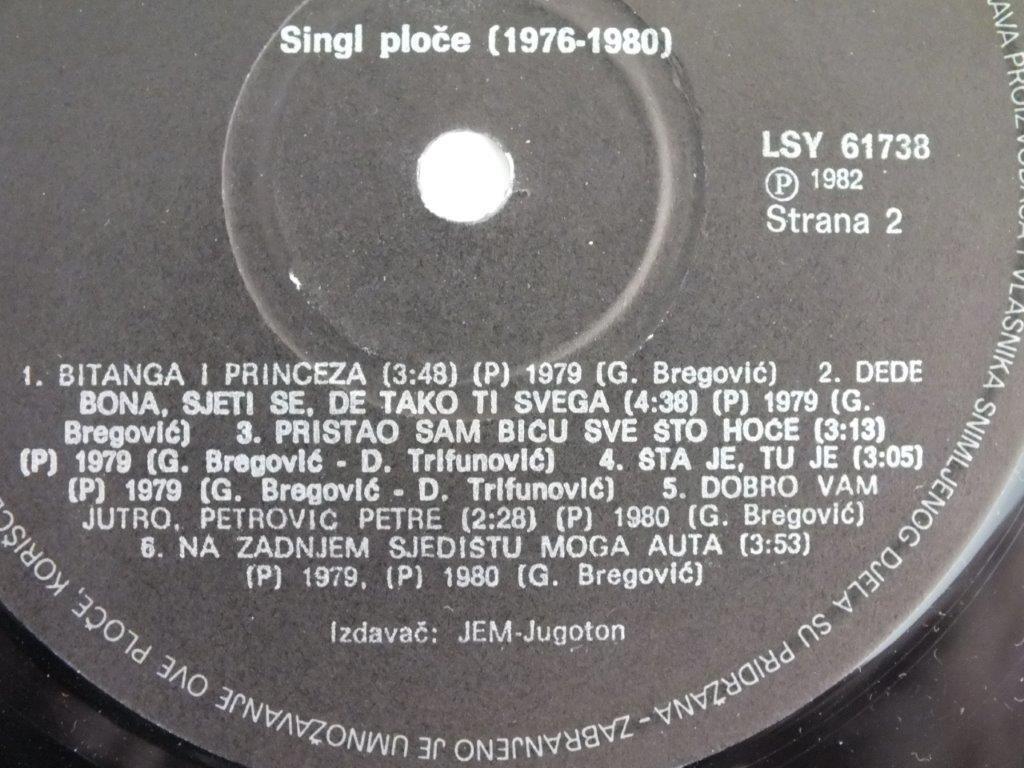 Singl ploče (1976-1980)
LSY 61738
Ⓟ 1982
Strana 2
1. BITANGA I PRINCEZA (3:48) (P) 1979 (G. Bregović) 2. DEDE
BONA, SJETI SE, DE TAKO TI SVEGA (4:38) (P) 1979 (G.
Bregović) 3. PRISTAO SAM BIĆU SVE ŠTO HOĆE (3:13)
(P) 1979 (G. Bregović - D. Trifunović) 4. ŠTA JE, TU JE (3:05)
(P) 1979 (G. Bregović - D. Trifunović) 5. DOBRO VAM
JUTRO, PETROVIĆ PETRE (2:28) (P) 1980 (G. Bregović)
6. NA ZADNJEM SJEDIŠTU MOGA AUTA (3:53)
(P) 1979, (P) 1980 (G. Bregović)
Izdavač: JEM-Jugoton
VLASNIKA SNIMLJENOG DJELA SU PRIDRŽANA - ZABRANJENO JE UMNOŽAVANJE OVE PLOČE,